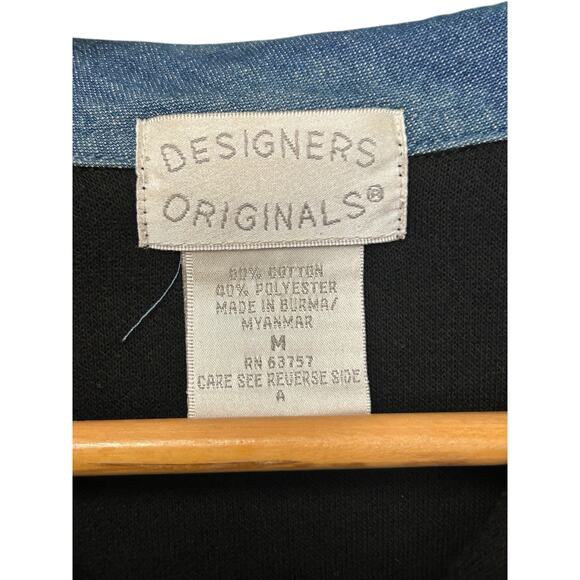 DESIGNERS
ORIGINALS®
60% COTTON
40% POLYESTER
MADE IN BURMA/
MYANMAR
M
RN 63757
CARE SEE REVERSE SIDE
A